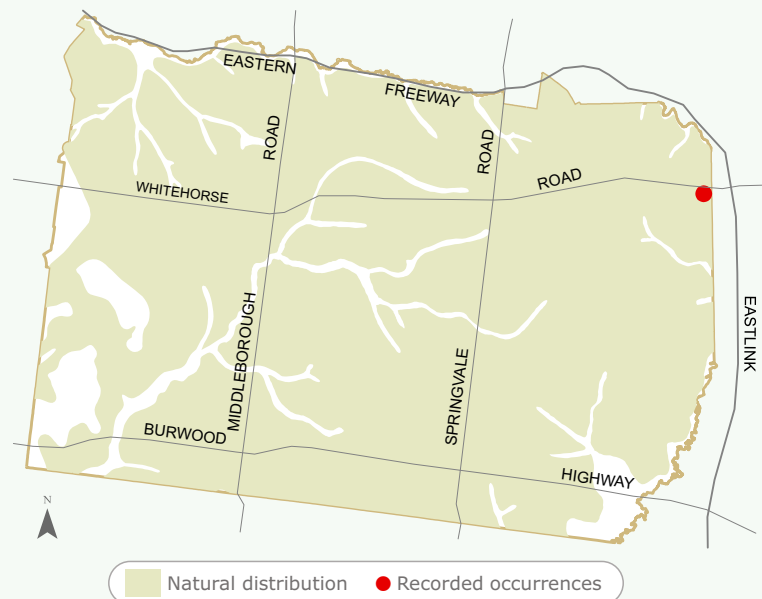 EASTERN
FREEWAY
ROAD
ROAD
WHITEHORSE
ROAD
MIDDLEBOROUGH
SPRINGVALE
EASTLINK
BURWOOD
HIGHWAY
N
Natural distribution
Recorded occurrences